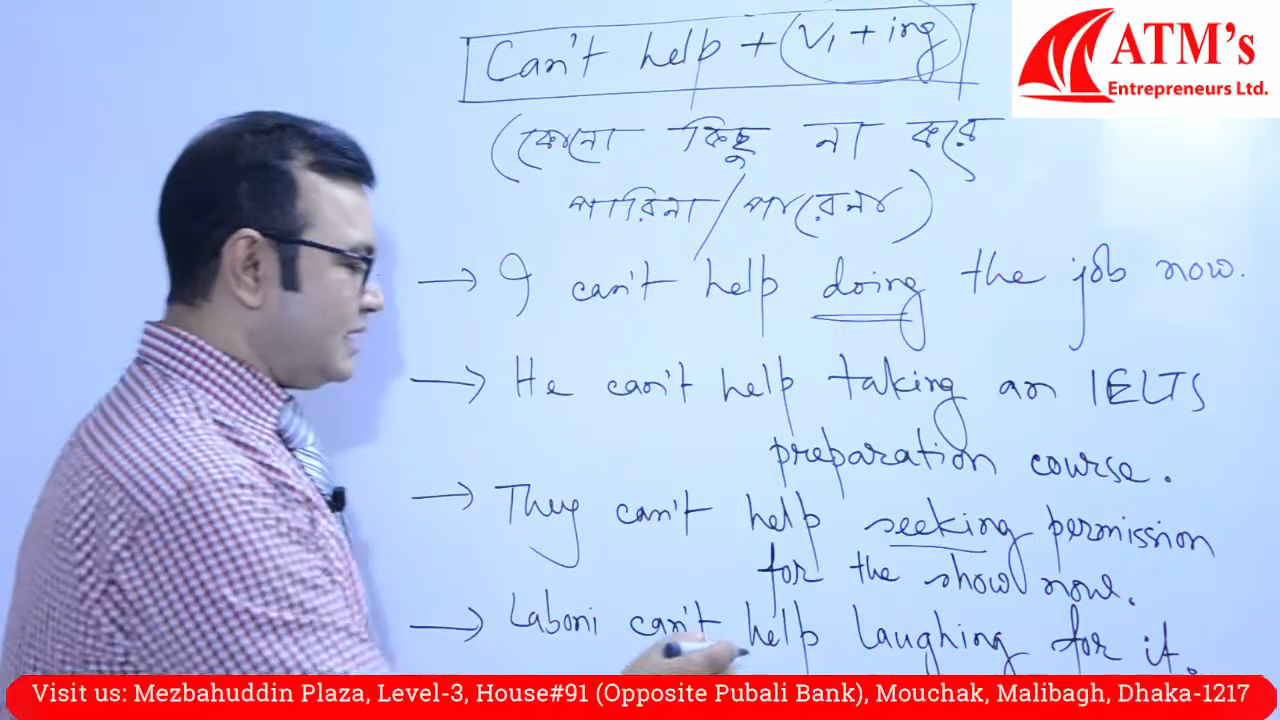 Can't help + (V₁ + ing)
(কোনো কিছু না করে
পারিনা/পারেনা)
→ I can't help doing the job now.
→ He can't help taking an IELTS
preparation course.
→ They can't help seeking permission
for the show now.
→ Laboni can't help laughing for it.
ATM's
Entrepreneurs Ltd.
Visit us: Mezbahuddin Plaza, Level-3, House#91 (Opposite Pubali Bank), Mouchak, Malibagh, Dhaka-1217